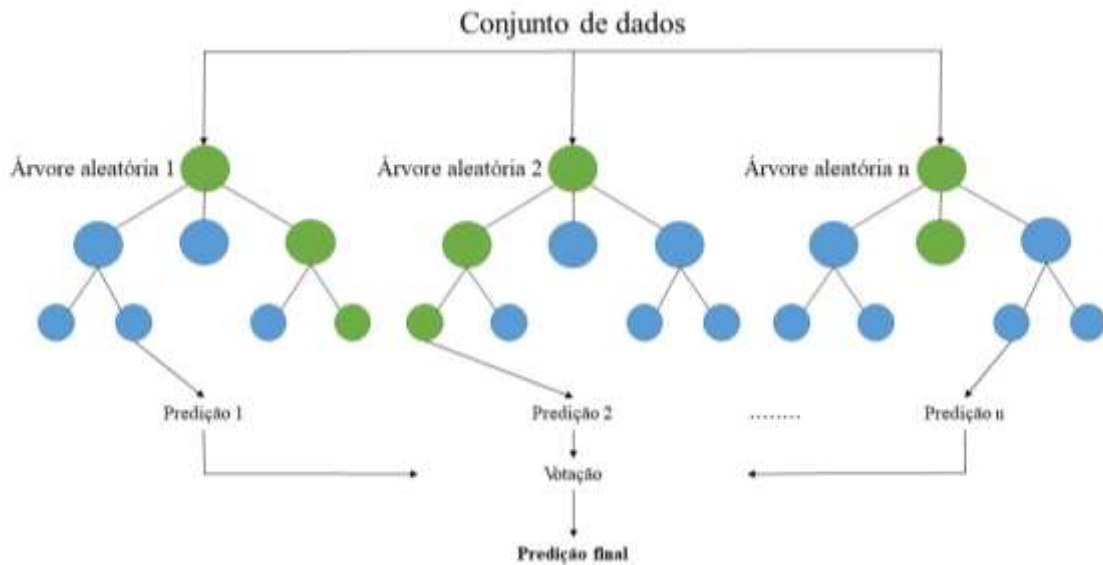 Conjunto de dados
Árvore aleatória 1
Árvore aleatória 2
Árvore aleatória n
Predição 1
Predição 2
........
Predição n
Votação
Predição final